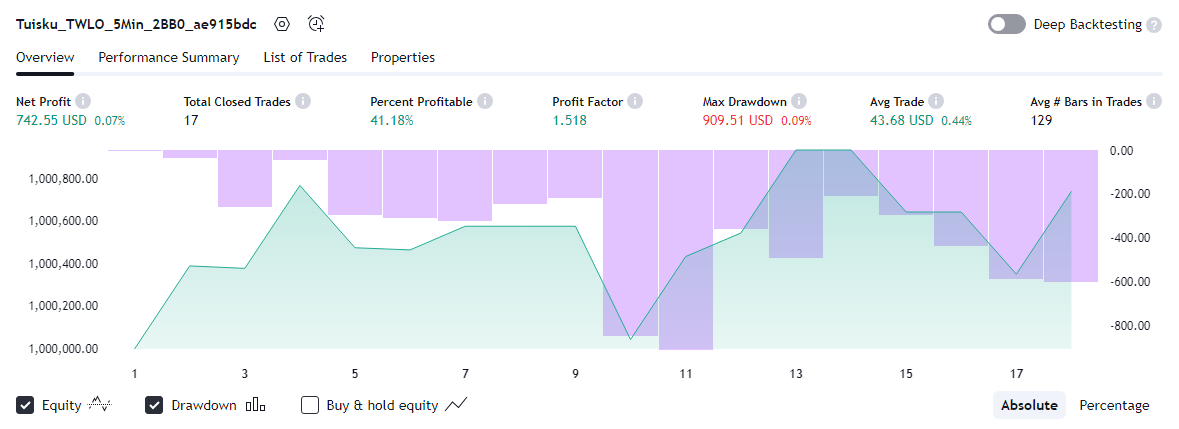 Tuisku_TWLO_5Min_2BB0_ae915bdc
Deep Backtesting ?
Overview Performance Summary List of Trades Properties
Net Profit i Total Closed Trades i Percent Profitable i Profit Factor i Max Drawdown i Avg Trade i Avg # Bars in Trades i
742.55 USD 0.07% 17 41.18% 1.518 909.51 USD 0.09% 43.68 USD 0.44% 129
0.00
1,000,800.00
-200.00
1,000,600.00
-400.00
1,000,400.00
-600.00
1,000,200.00
-800.00
1,000,000.00
1 3 5 7 9 11 13 15 17
Equity Drawdown Buy & hold equity Absolute Percentage